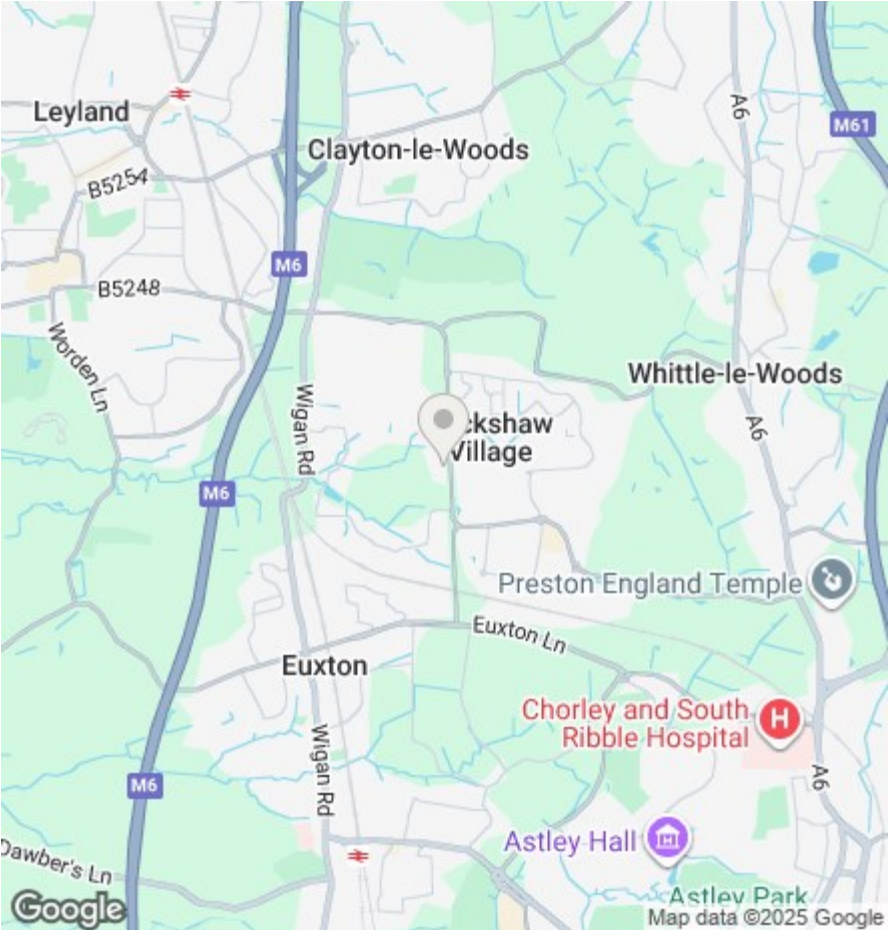 Leyland
A6
M61
Clayton-le-Woods
B5254
M6
B5248
Worden Ln
Whittle-le-Woods
Wigan Rd
A6
ckshaw
Village
M6
Preston England Temple
Euxton Ln
Euxton
Chorley and South
Ribble Hospital
H
Wigan Rd
A6
M6
Astley Hall
Dawber's Ln
Astley Park
Google
Map data ©2025 Google